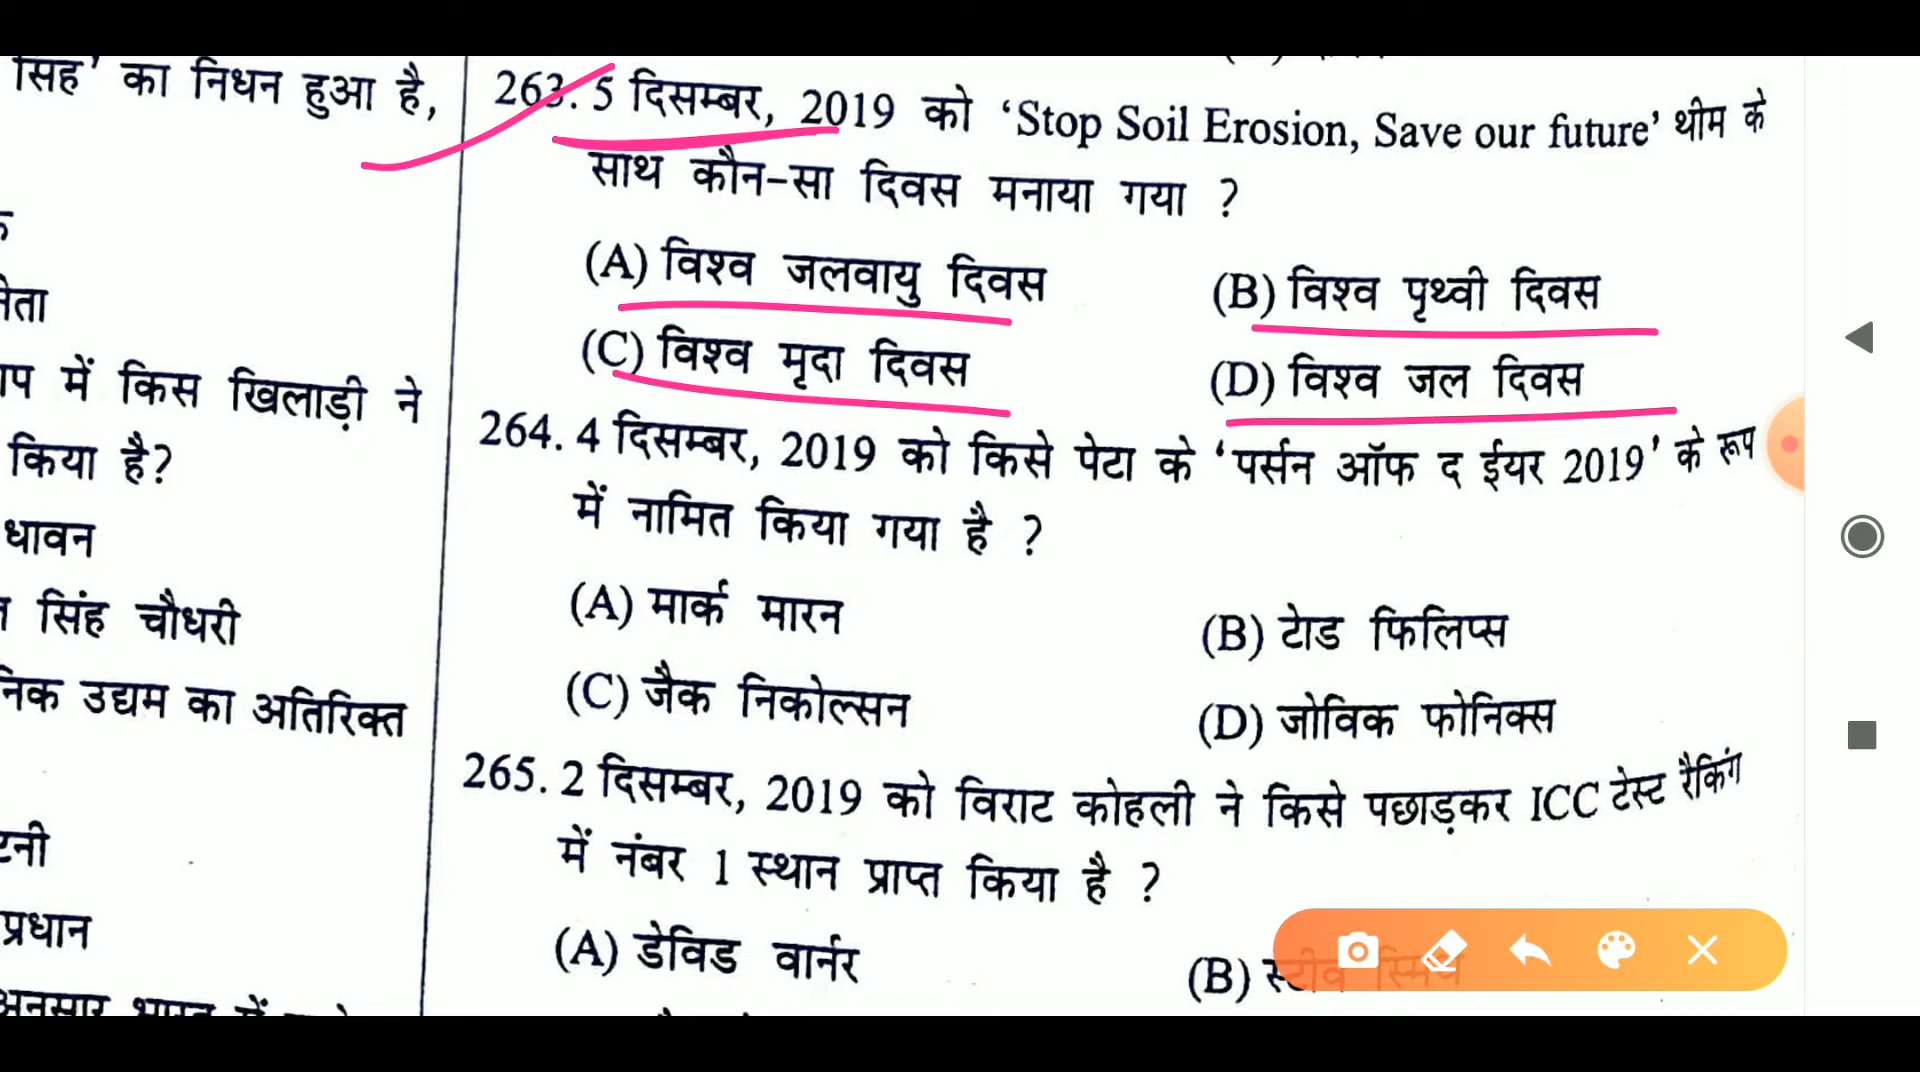 सिंह' का निधन हुआ है,
किया है?
धावन
सिंह चौधरी
उद्यम का अतिरिक्त
प्रधान
में किस खिलाड़ी ने
263. 5 दिसम्बर, 2019 को 'Stop Soil Erosion, Save our future' थीम के
साथ कौन-सा दिवस मनाया गया ?
(A) विश्व जलवायु दिवस
(B) विश्व पृथ्वी दिवस
(C) विश्व मृदा दिवस
(D) विश्व जल दिवस
264. 4 दिसम्बर, 2019 को किसे पेटा के 'पर्सन ऑफ द ईयर 2019' के रूप
में नामित किया गया है ?
(A) मार्क मारन
(B) टोड फिलिप्स
(C) जैक निकोल्सन
(D) जोविक फोनिक्स
265. 2 दिसम्बर, 2019 को विराट कोहली ने किसे पछाड़कर ICC टेस्ट रैकिंग
में नंबर 1 स्थान प्राप्त किया है ?
(A) डेविड वार्नर
(B) स्टीव स्मिथ